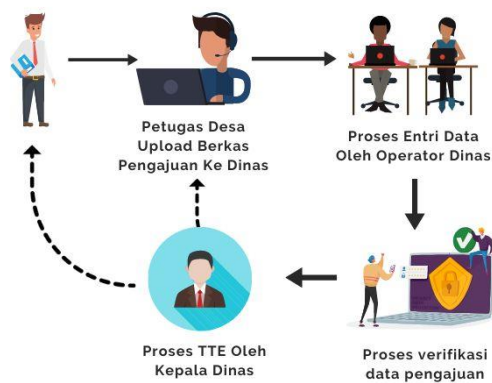 Petugas Desa
Upload Berkas
Pengajuan Ke Dinas
Proses Entri Data
Oleh Operator Dinas
Proses TTE Oleh
Kepala Dinas
Proses verifikasi
data pengajuan